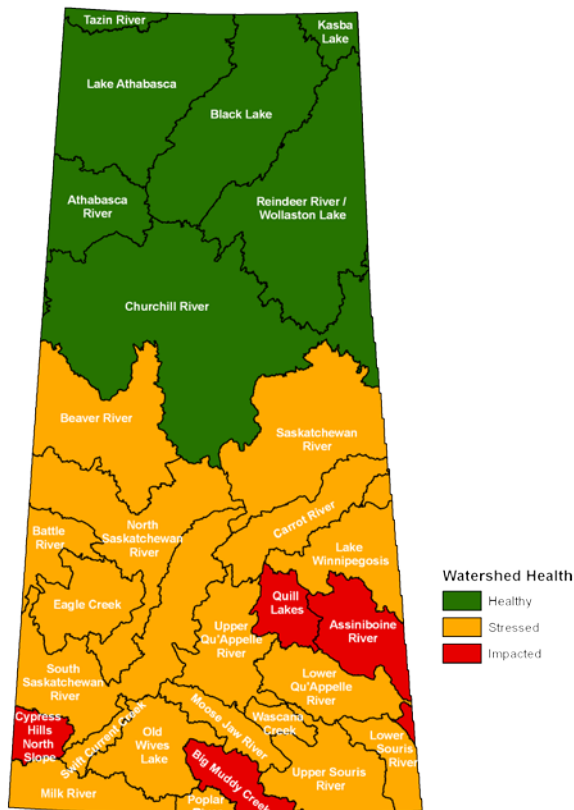 Tazin River
Kasba
Lake
Lake Athabasca
Black Lake
Athabasca
River
Reindeer River /
Wollaston Lake
Churchill River
Beaver River
Saskatchewan
River
Carrot River
Battle
River
North
Saskatchewan
River
Lake
Winnipegosis
Watershed Health
Healthy
Stressed
Impacted
Quill
Lakes
Assiniboine
River
Eagle Creek
Upper
Qu'Appelle
River
South
Saskatchewan
River
Lower
Qu'Appelle
River
Cypress
Hills
North
Slope
Swift Current Creek
Old
Wives
Lake
Moose Jaw River
Wascana
Creek
Lower
Souris
River
Big Muddy Creek
Upper Souris
River
Milk River
Poplar